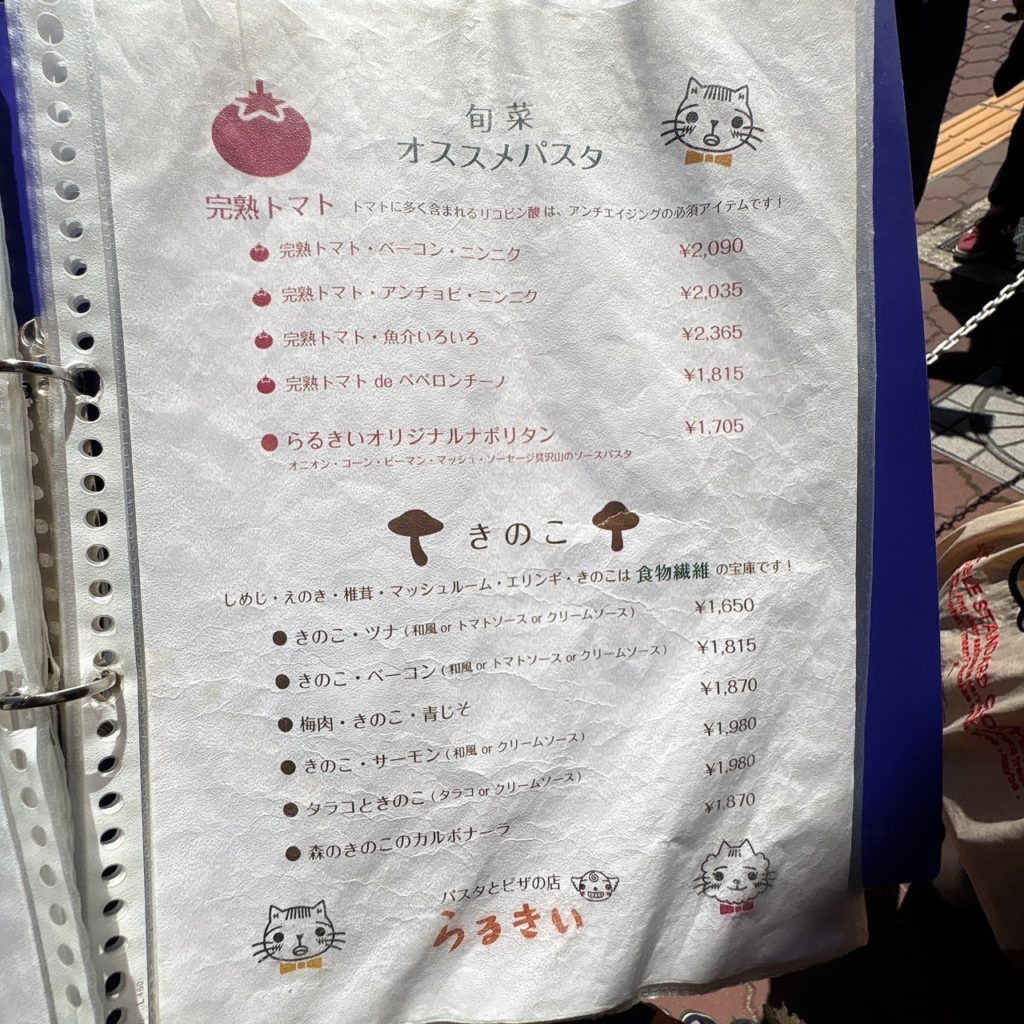 旬菜
オススメパスタ
完熟トマト トマトに多く含まれるリコピン酸は、アンチエイジングの必須アイテムです!
完熟トマト・ベーコン・ニンニク ¥2,090
完熟トマト・アンチョビ・ニンニク ¥2,035
完熟トマト・魚介いろいろ ¥2,365
完熟トマト de ペペロンチーノ ¥1,815
らるきいオリジナルナポリタン ¥1,705
オニオン・コーン・ピーマン・マッシュ・ソーセージ具沢山のソースパスタ
きのこ
しめじ・えのき・椎茸・マッシュルーム・エリンギ・きのこは 食物繊維 の宝庫です!
きのこ・ツナ(和風 or トマトソース or クリームソース) ¥1,650
きのこ・ベーコン(和風 or トマトソース or クリームソース) ¥1,815
梅肉・きのこ・青じそ ¥1,870
きのこ・サーモン(和風 or クリームソース) ¥1,980
タラコときのこ(タラコ or クリームソース) ¥1,980
森のきのこのカルボナーラ ¥1,870
パスタとピザの店
らるきい
L460
STANDARD